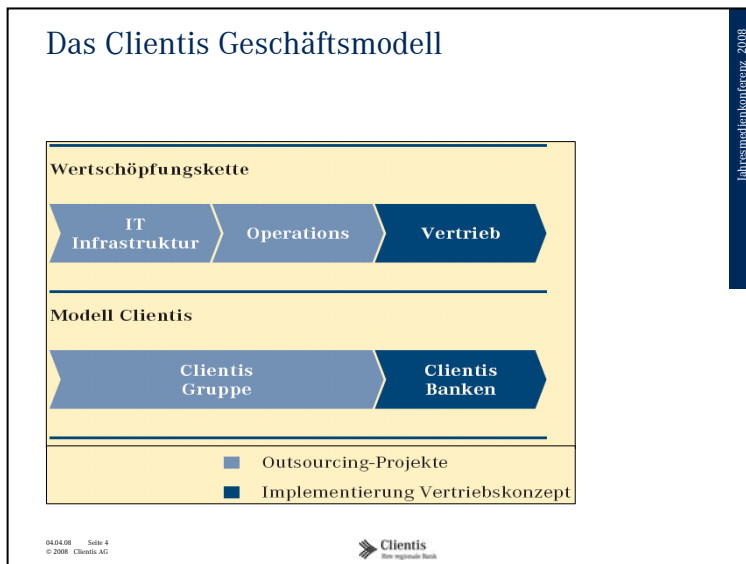 Das Clientis Geschäftsmodell
Jahresmedienkonferenz 2008
Wertschöpfungskette
IT
Infrastruktur
Operations
Vertrieb
Modell Clientis
Clientis
Gruppe
Clientis
Banken
Outsourcing-Projekte
Implementierung Vertriebskonzept
04.04.08 Seite 4
© 2008 Clientis AG
Clientis
Ihre regionale Bank